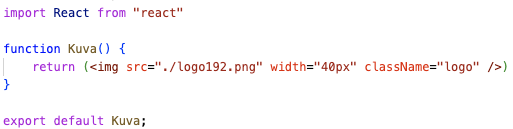 import React from "react"

function Kuva() {
    return (<img src="./logo192.png" width="40px" className="logo" />)
}

export default Kuva;